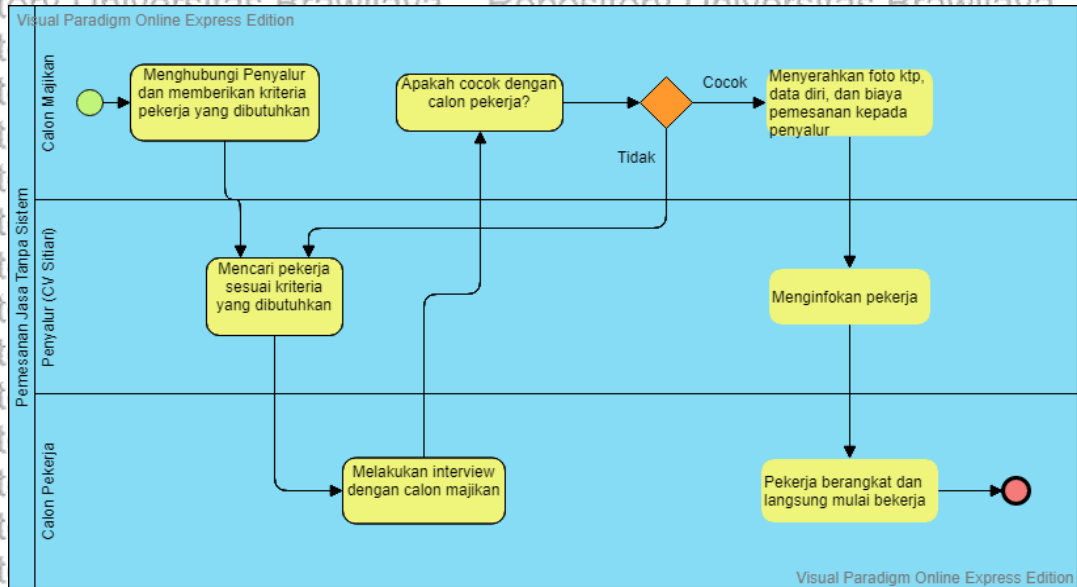 Repository Universitas Brawijaya
Visual Paradigm Online Express Edition
Pemesanan Jasa Tanpa Sistem
Calon Majikan
Menghubungi Penyalur
dan memberikan kriteria
pekerja yang dibutuhkan
Apakah cocok dengan
calon pekerja?
Cocok
Tidak
Menyerahkan foto ktp,
data diri, dan biaya
pemesanan kepada
penyalur
Penyalur (CV Sitiari)
Mencari pekerja
sesuai kriteria
yang dibutuhkan
Menginfokan pekerja
Calon Pekerja
Melakukan interview
dengan calon majikan
Pekerja berangkat dan
langsung mulai bekerja
Visual Paradigm Online Express Edition